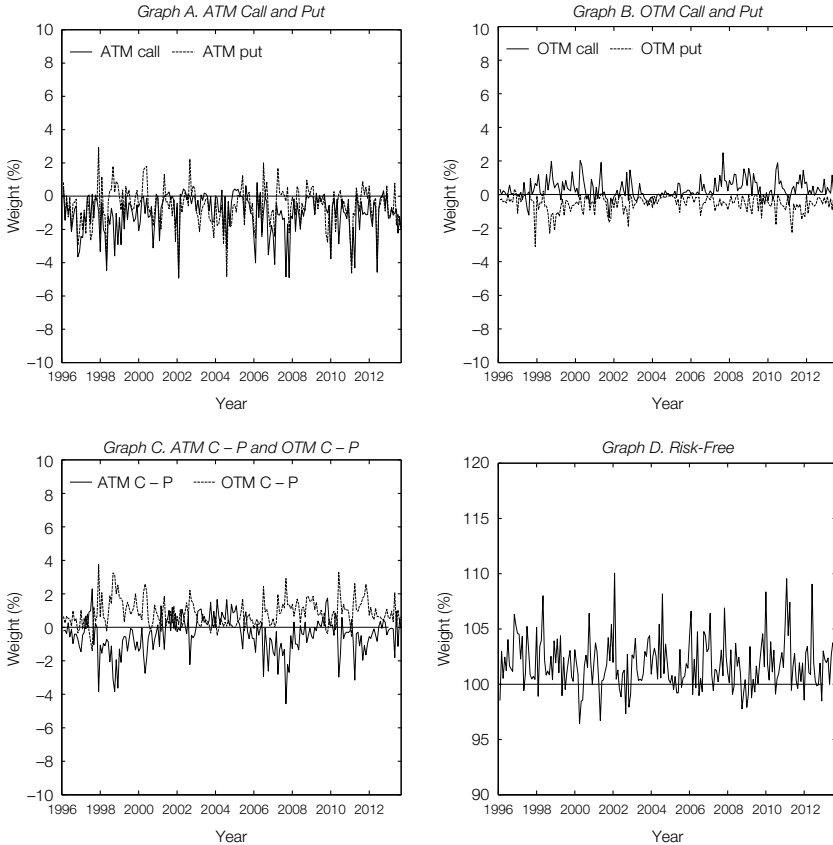 Graph A. ATM Call and Put
Weight (%)
10
8
6
4
2
0
−2
−4
−6
−8
−10
ATM call ATM put
1996 1998 2000 2002 2004 2006 2008 2010 2012
Year
Graph B. OTM Call and Put
Weight (%)
10
8
6
4
2
0
−2
−4
−6
−8
−10
OTM call OTM put
1996 1998 2000 2002 2004 2006 2008 2010 2012
Year
Graph C. ATM C – P and OTM C – P
Weight (%)
10
8
6
4
2
0
−2
−4
−6
−8
−10
ATM C – P OTM C – P
1996 1998 2000 2002 2004 2006 2008 2010 2012
Year
Graph D. Risk-Free
Weight (%)
120
115
110
105
100
95
90
1996 1998 2000 2002 2004 2006 2008 2010 2012
Year